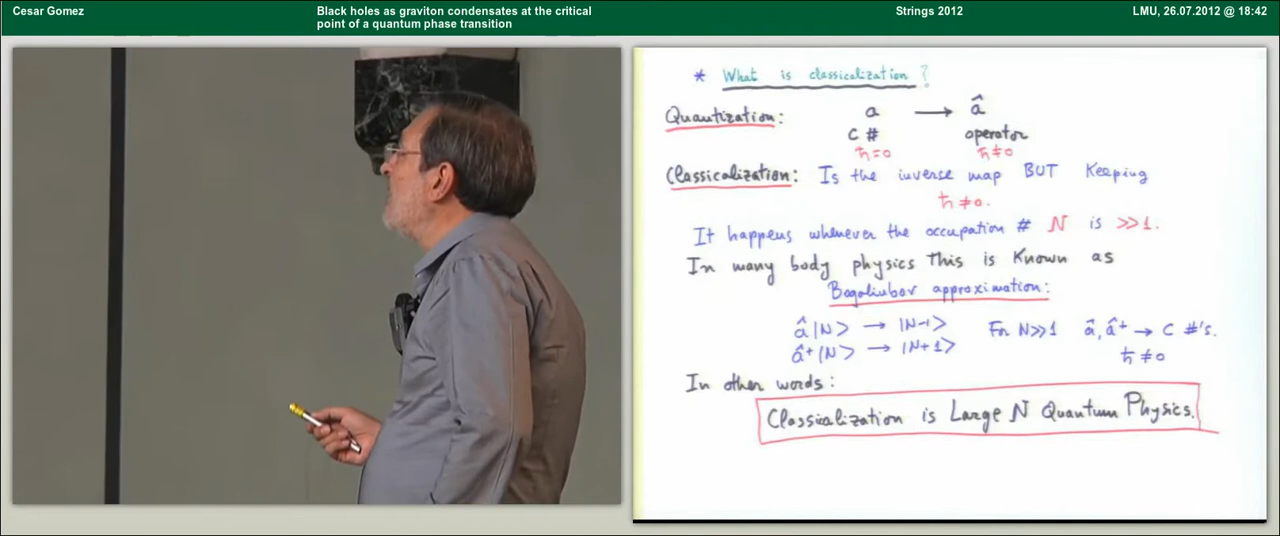 Cesar Gomez
Black holes as graviton condensates at the critical
point of a quantum phase transition
Strings 2012
LMU, 26.07.2012 @ 18:42
* What is classicalization?
Quantization: a → â
C # operator
ħ=0 ħ≠0
Classicalization: Is the inverse map BUT Keeping
ħ≠0.
It happens whenever the occupation # N is >>1.
In many body physics this is Known as
Bogoliubov approximation:
â|N> → |N-1> For N>>1 â, â⁺ → C #'s.
â⁺|N> → |N+1> ħ≠0
In other words:
Classicalization is Large N Quantum Physics.